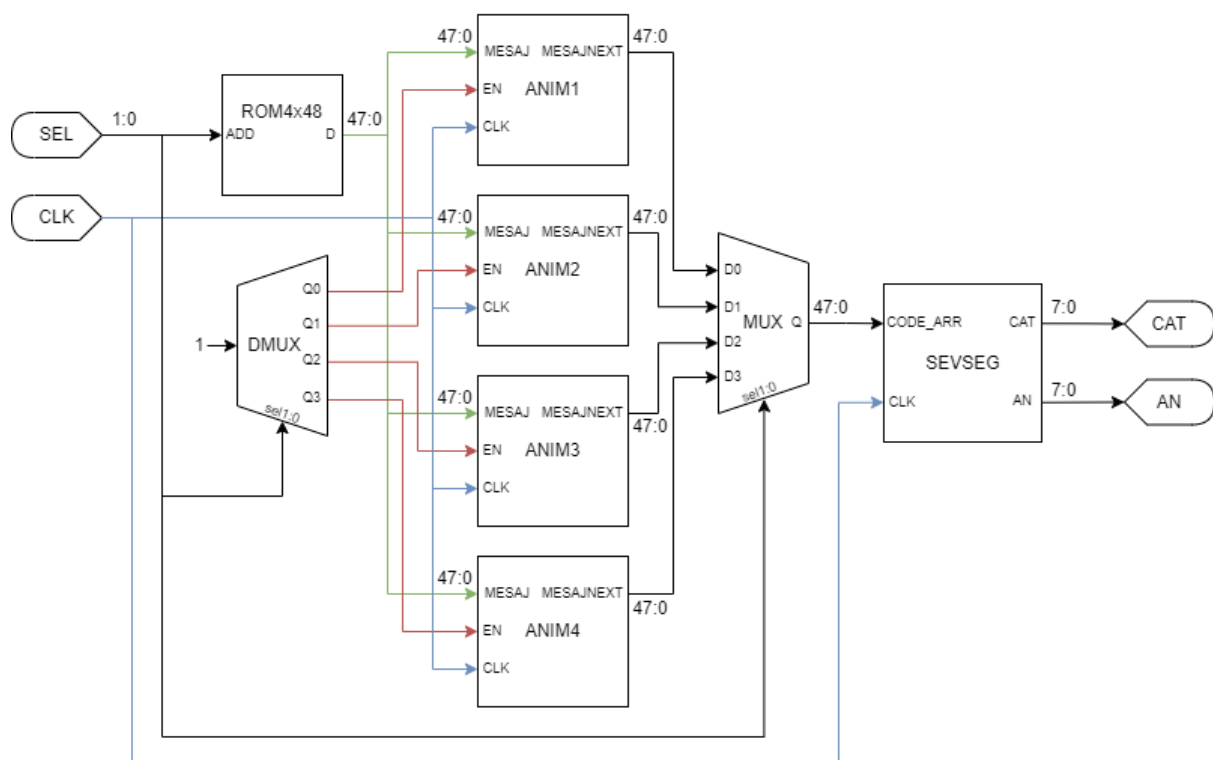 SEL
1:0
CLK
ROM4x48
ADD
D
47:0
DMUX
1
Q0
Q1
Q2
Q3
sel1:0
47:0
47:0
MESAJ
MESAJNEXT
EN
ANIM1
CLK
47:0
47:0
MESAJ
MESAJNEXT
EN
ANIM2
CLK
47:0
MESAJ
MESAJNEXT
47:0
EN
ANIM3
CLK
47:0
MESAJ
MESAJNEXT
47:0
EN
ANIM4
CLK
D0
D1
D2
D3
MUX
Q
sel1:0
47:0
CODE_ARR
CAT
SEVSEG
CLK
AN
7:0
CAT
7:0
AN